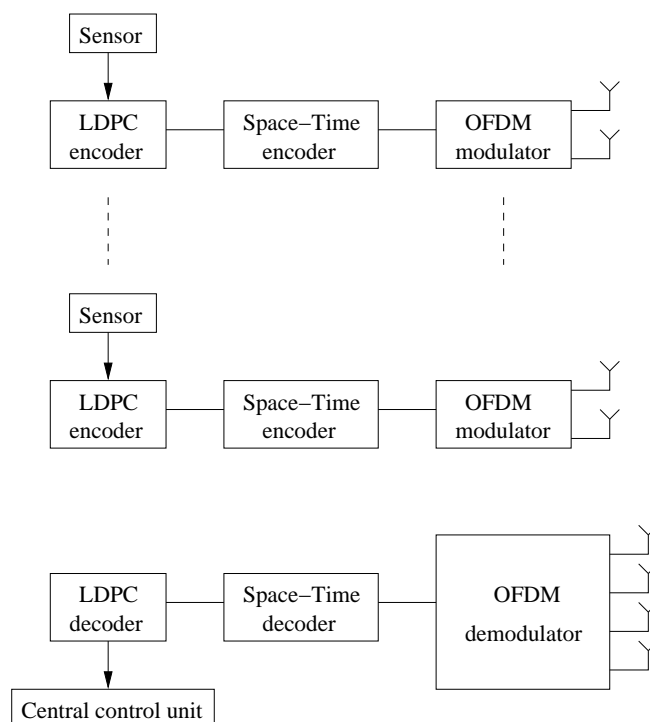 Sensor
LDPC
encoder
Space−Time
encoder
OFDM
modulator
Sensor
LDPC
encoder
Space−Time
encoder
OFDM
modulator
LDPC
decoder
Space−Time
decoder
OFDM
demodulator
Central control unit